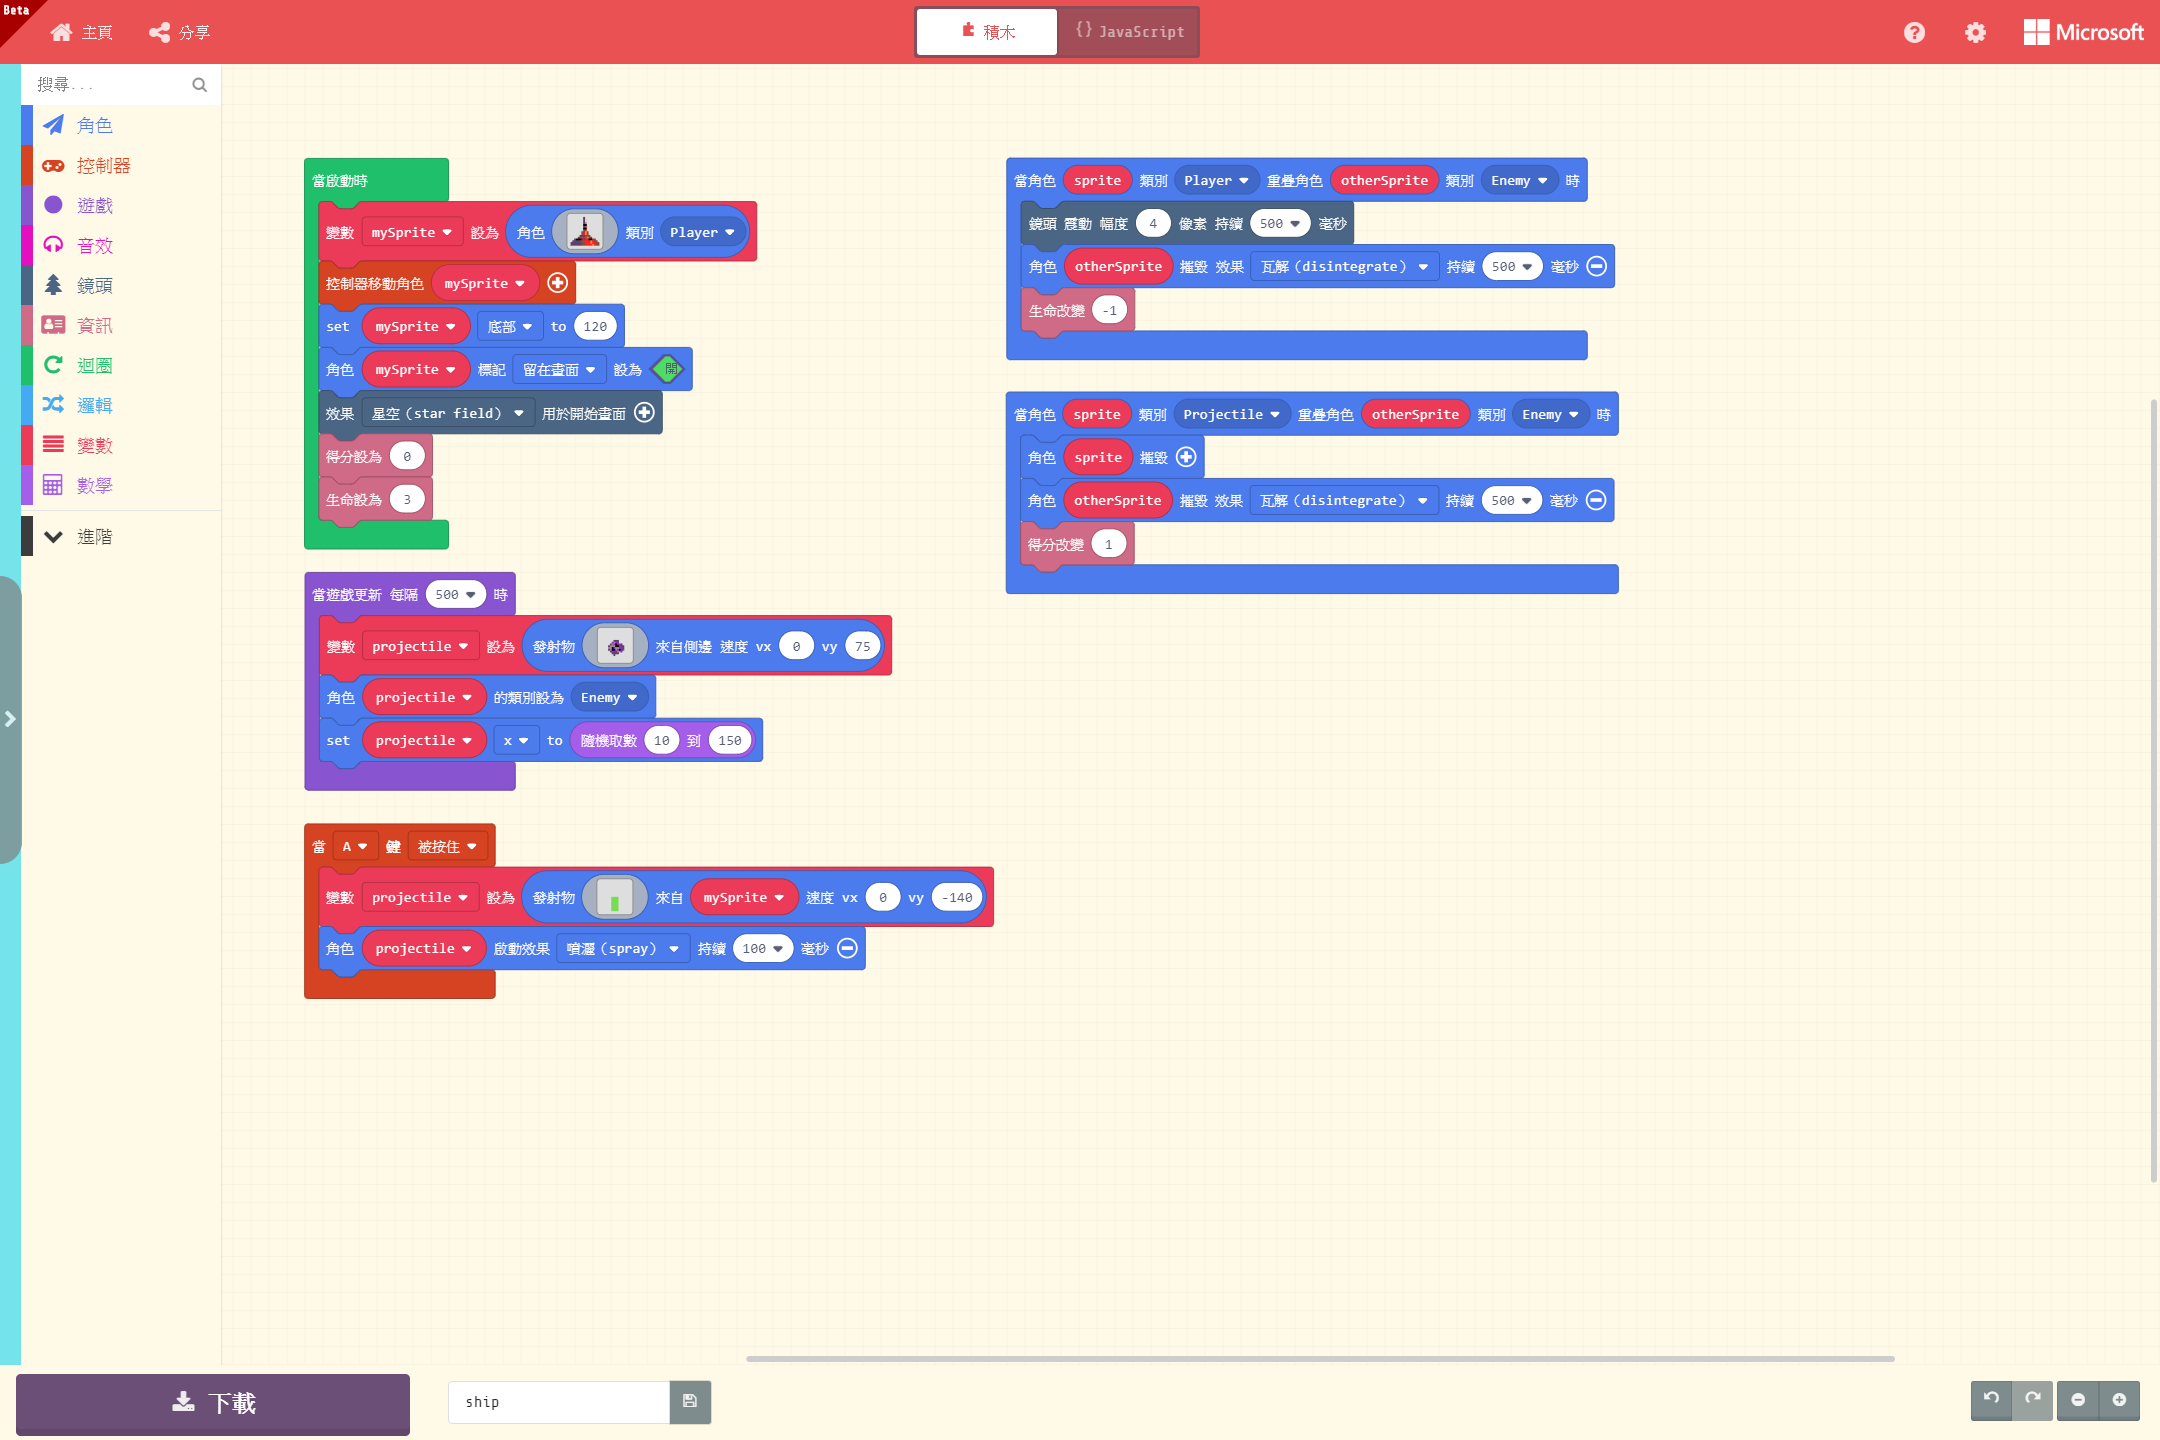 Beta
主頁
分享
積木
{} JavaScript
Microsoft
搜尋...
角色
控制器
遊戲
音效
鏡頭
資訊
迴圈
邏輯
變數
數學
進階
當啟動時
變數 mySprite 設為 角色 類別 Player
控制器移動角色 mySprite
set mySprite 底部 to 120
角色 mySprite 標記 留在畫面 設為 開
效果 星空（star field） 用於開始畫面
得分設為 0
生命設為 3
當遊戲更新 每隔 500 時
變數 projectile 設為 發射物 來自側邊 速度 vx 0 vy 75
角色 projectile 的類別設為 Enemy
set projectile x to 隨機取數 10 到 150
當 A 鍵 被按住
變數 projectile 設為 發射物 來自 mySprite 速度 vx 0 vy -140
角色 projectile 啟動效果 噴灑（spray） 持續 100 毫秒
當角色 sprite 類別 Player 重疊角色 otherSprite 類別 Enemy 時
鏡頭 震動 幅度 4 像素 持續 500 毫秒
角色 otherSprite 摧毀 效果 瓦解（disintegrate） 持續 500 毫秒
生命改變 -1
當角色 sprite 類別 Projectile 重疊角色 otherSprite 類別 Enemy 時
角色 sprite 摧毀
角色 otherSprite 摧毀 效果 瓦解（disintegrate） 持續 500 毫秒
得分改變 1
下載
ship